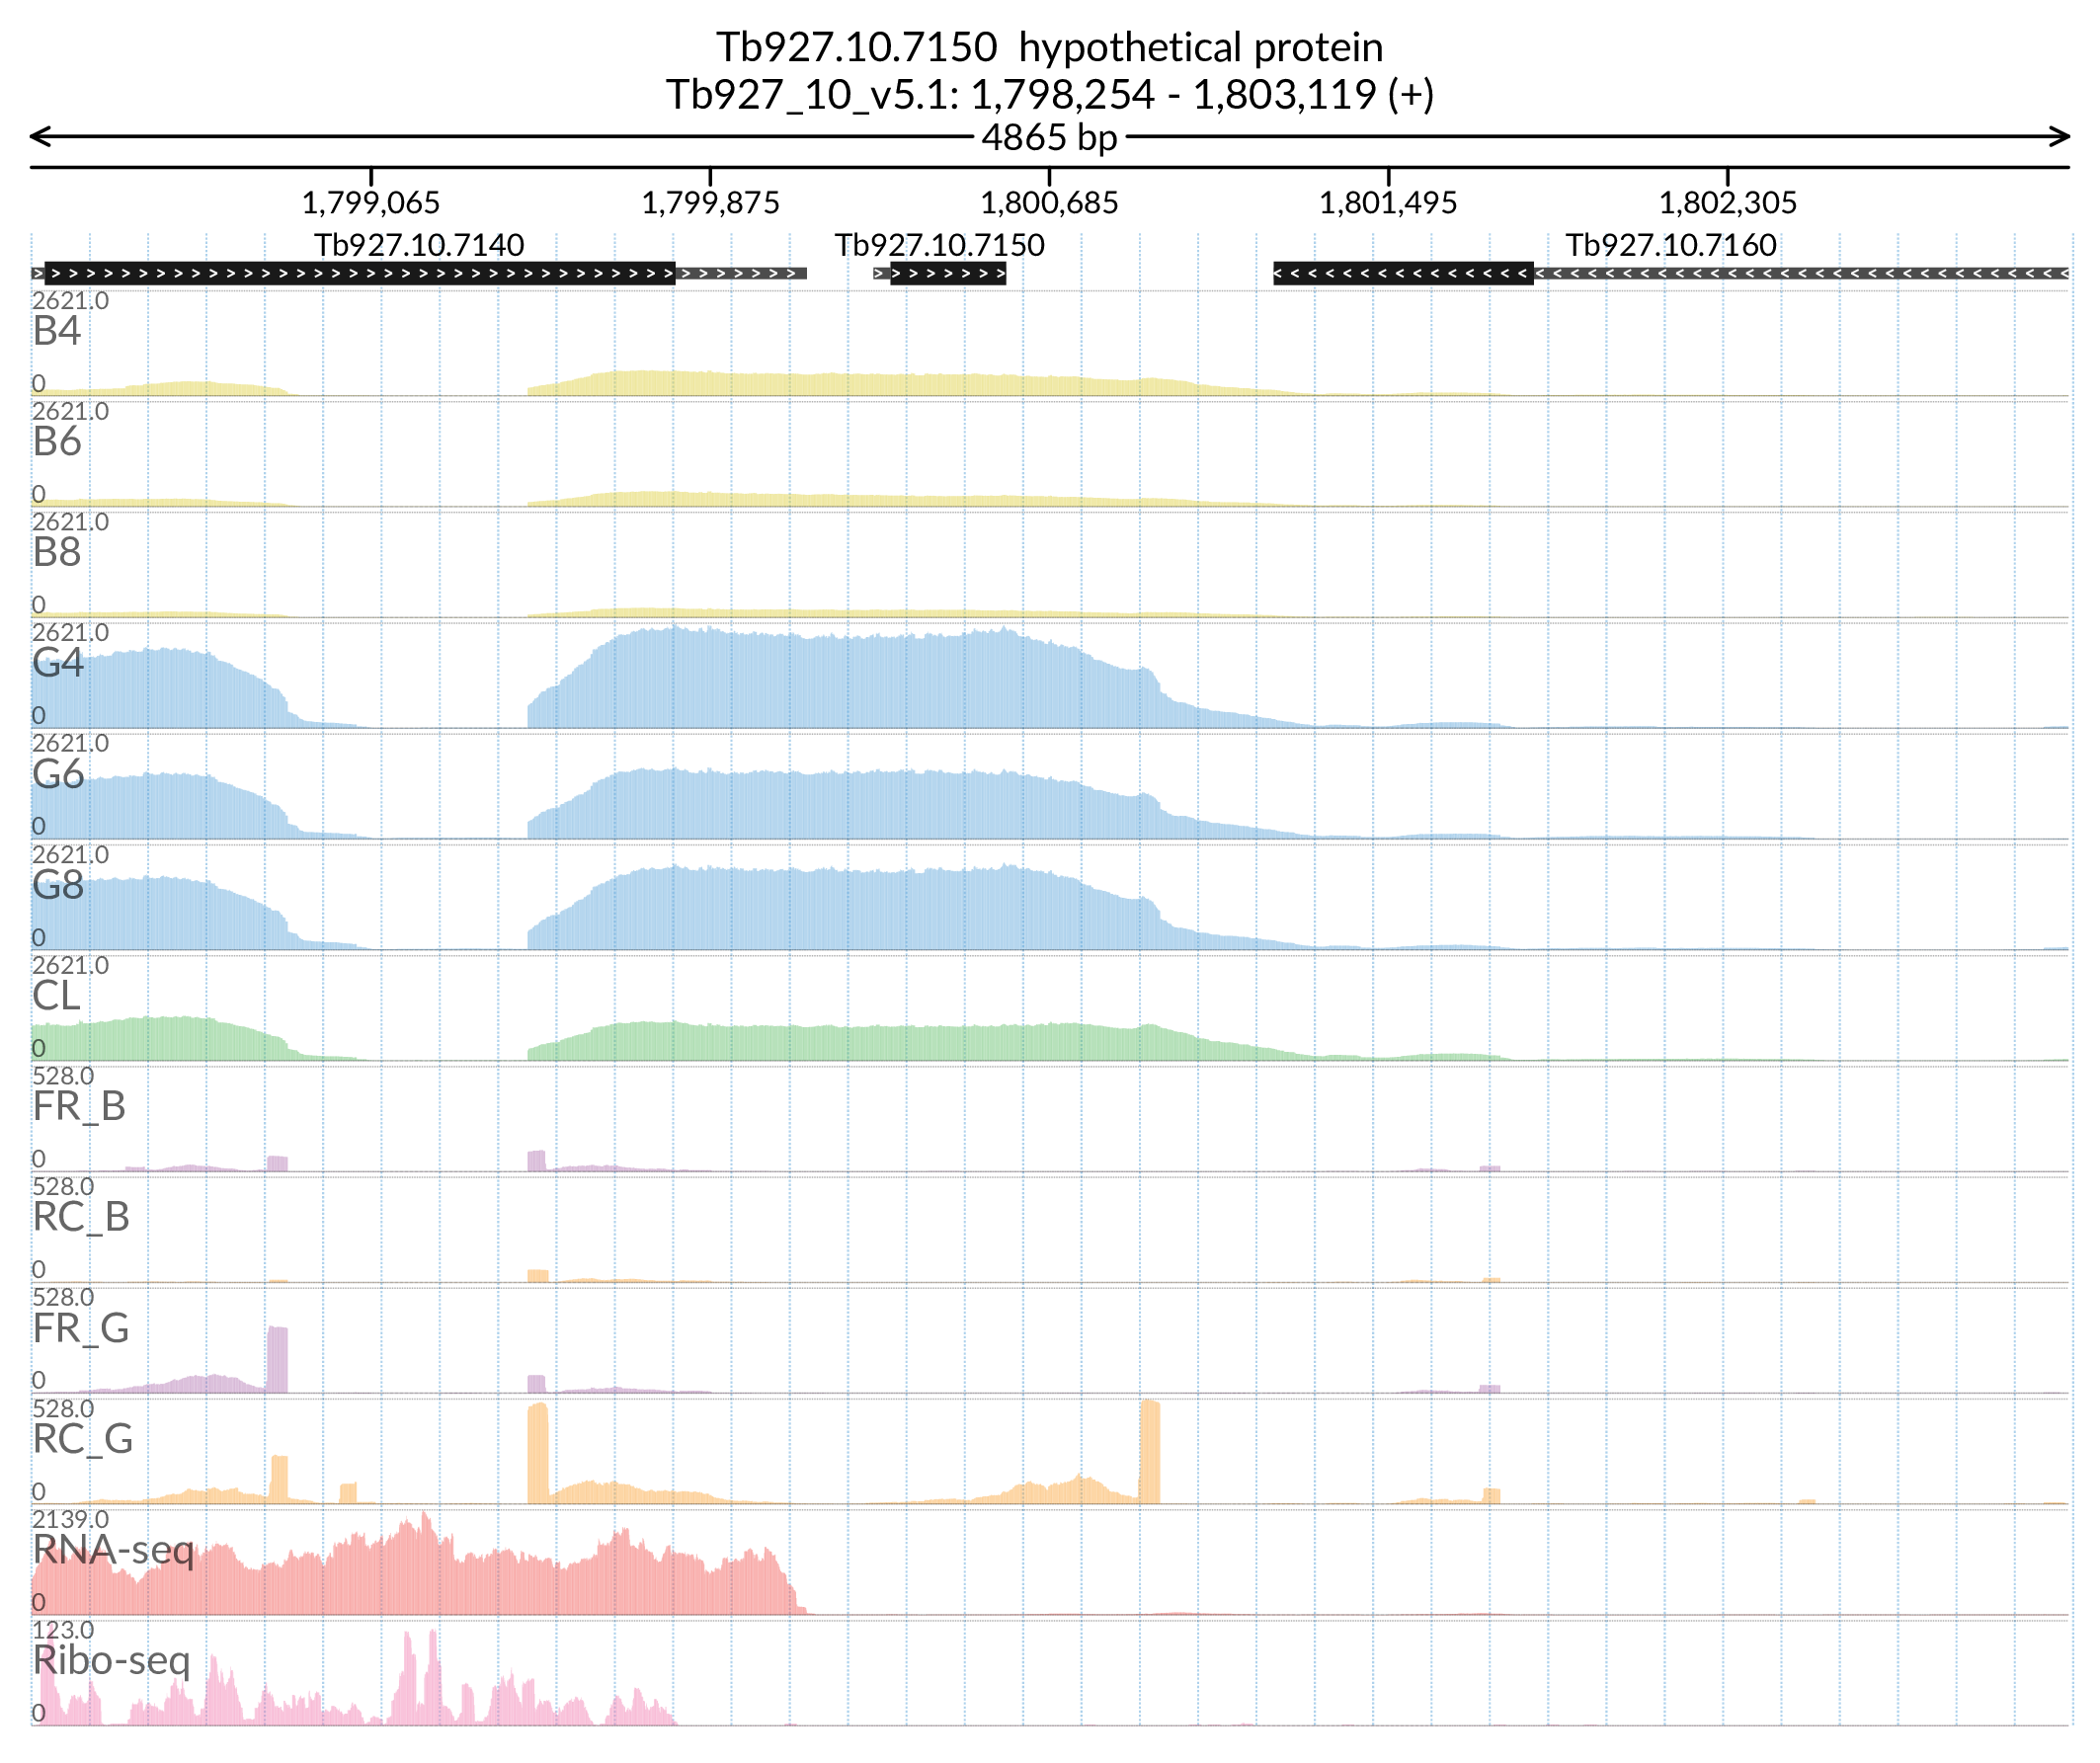 Tb927.10.7150 hypothetical protein
Tb927_10_v5.1: 1,798,254 - 1,803,119 (+)
4865 bp
1,799,065 1,799,875 1,800,685 1,801,495 1,802,305
Tb927.10.7140 Tb927.10.7150 Tb927.10.7160
2621.0
B4
0
2621.0
B6
0
2621.0
B8
0
2621.0
G4
0
2621.0
G6
0
2621.0
G8
0
2621.0
CL
0
528.0
FR_B
0
528.0
RC_B
0
528.0
FR_G
0
528.0
RC_G
0
2139.0
RNA-seq
0
123.0
Ribo-seq
0